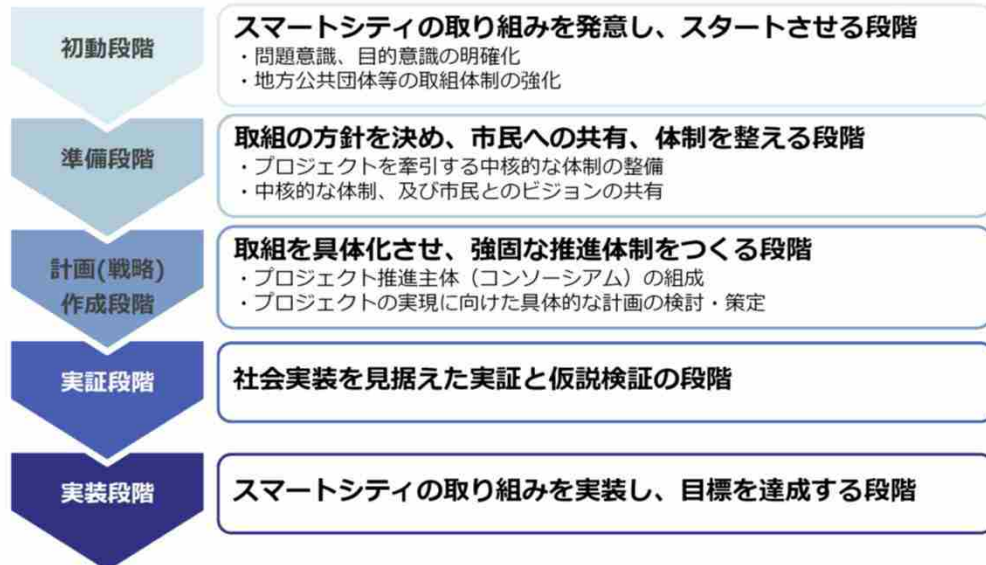 初動段階
スマートシティの取り組みを発意し、スタートさせる段階
・問題意識、目的意識の明確化
・地方公共団体等の取組体制の強化
準備段階
取組の方針を決め、市民への共有、体制を整える段階
・プロジェクトを牽引する中核的な体制の整備
・中核的な体制、及び市民とのビジョンの共有
計画(戦略)
作成段階
取組を具体化させ、強固な推進体制をつくる段階
・プロジェクト推進主体（コンソーシアム）の組成
・プロジェクトの実現に向けた具体的な計画の検討・策定
実証段階
社会実装を見据えた実証と仮説検証の段階
実装段階
スマートシティの取り組みを実装し、目標を達成する段階